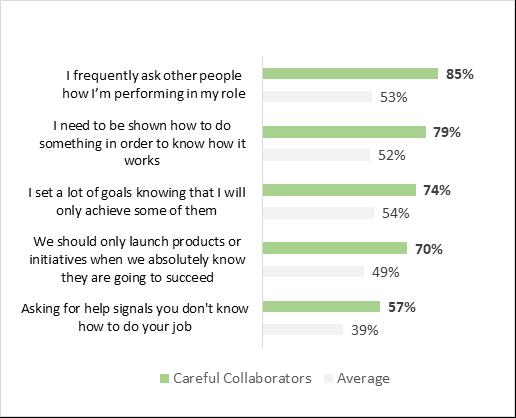 I frequently ask other people
how I'm performing in my role
85%
53%
I need to be shown how to do
something in order to know how it
works
79%
52%
I set a lot of goals knowing that I will
only achieve some of them
74%
54%
We should only launch products or
initiatives when we absolutely know
they are going to succeed
70%
49%
Asking for help signals you don't know
how to do your job
57%
39%
Careful Collaborators Average